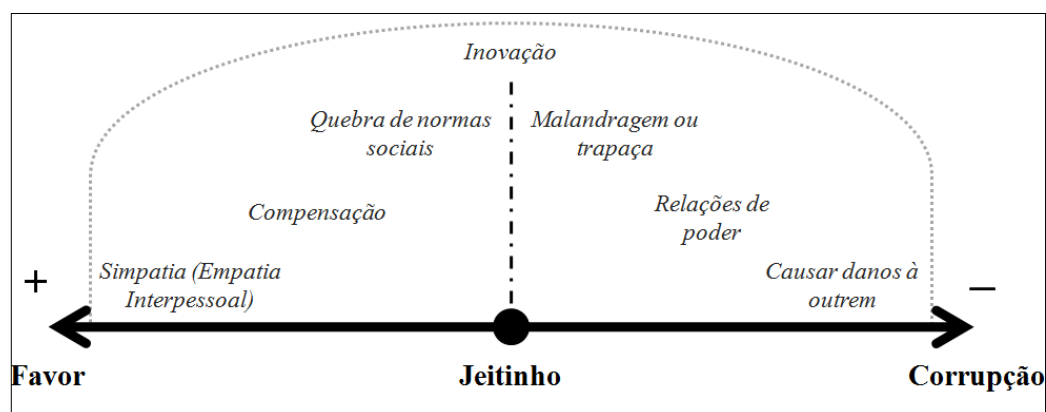 Inovação
Quebra de normas
sociais
Malandragem ou
trapaça
Compensação
Relações de
poder
Simpatia (Empatia
Interpessoal)
Causar danos à
outrem
+
–
Favor
Jeitinho
Corrupção